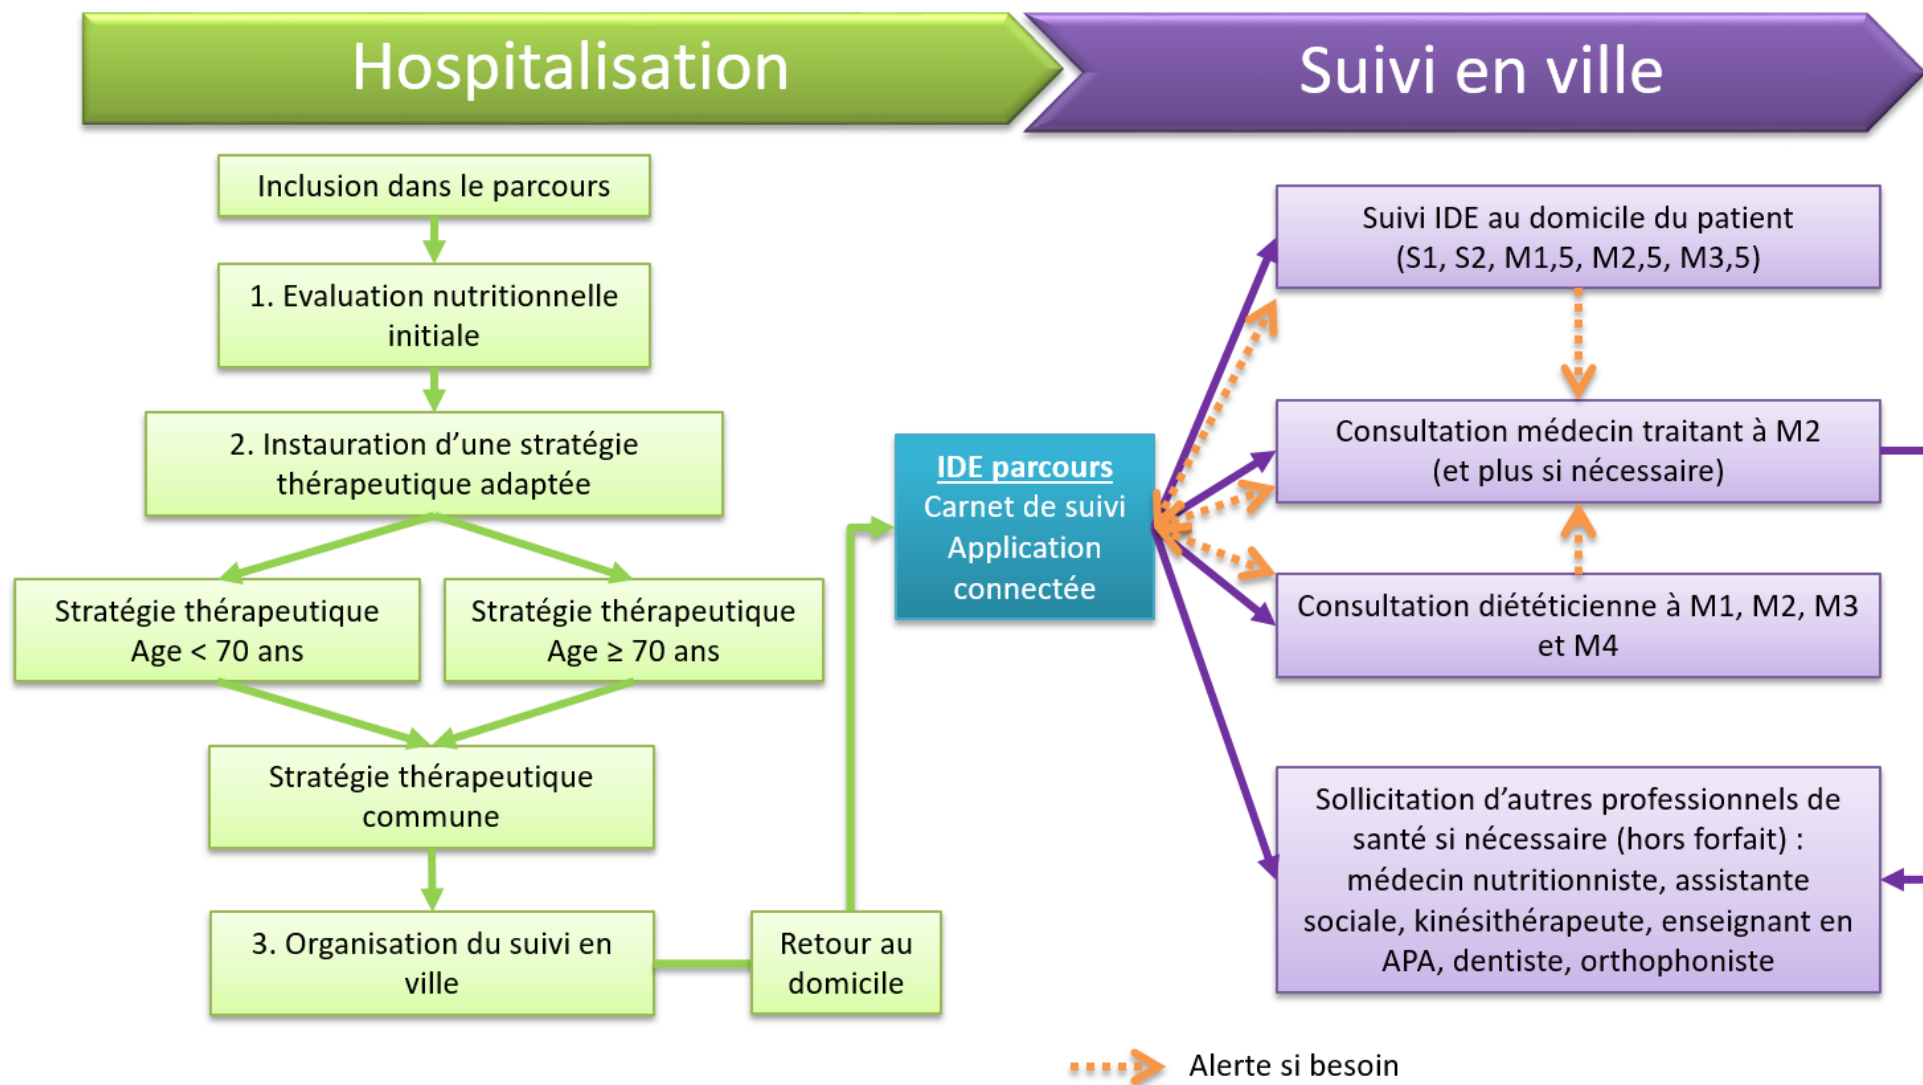 Hospitalisation
Suivi en ville
Inclusion dans le parcours
1. Evaluation nutritionnelle
initiale
2. Instauration d’une stratégie
thérapeutique adaptée
Stratégie thérapeutique
Age < 70 ans
Stratégie thérapeutique
Age ≥ 70 ans
Stratégie thérapeutique
commune
3. Organisation du suivi en
ville
Retour au
domicile
IDE parcours
Carnet de suivi
Application
connectée
Suivi IDE au domicile du patient
(S1, S2, M1,5, M2,5, M3,5)
Consultation médecin traitant à M2
(et plus si nécessaire)
Consultation diététicienne à M1, M2, M3
et M4
Sollicitation d’autres professionnels de
santé si nécessaire (hors forfait) :
médecin nutritionniste, assistante
sociale, kinésithérapeute, enseignant en
APA, dentiste, orthophoniste
Alerte si besoin